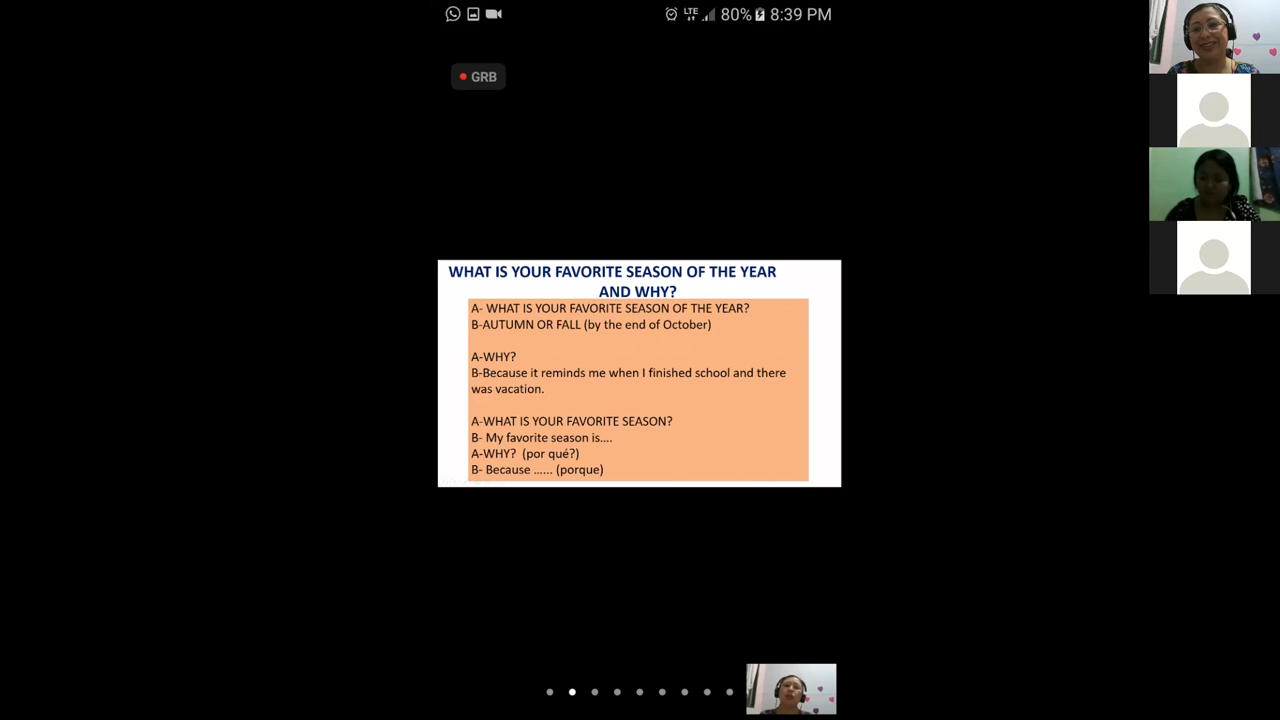 LTE 80% 8:39 PM
GRB
WHAT IS YOUR FAVORITE SEASON OF THE YEAR
AND WHY?
A- WHAT IS YOUR FAVORITE SEASON OF THE YEAR?
B-AUTUMN OR FALL (by the end of October)
A-WHY?
B-Because it reminds me when I finished school and there
was vacation.
A-WHAT IS YOUR FAVORITE SEASON?
B- My favorite season is....
A-WHY?  (por qué?)
B- Because ...... (porque)